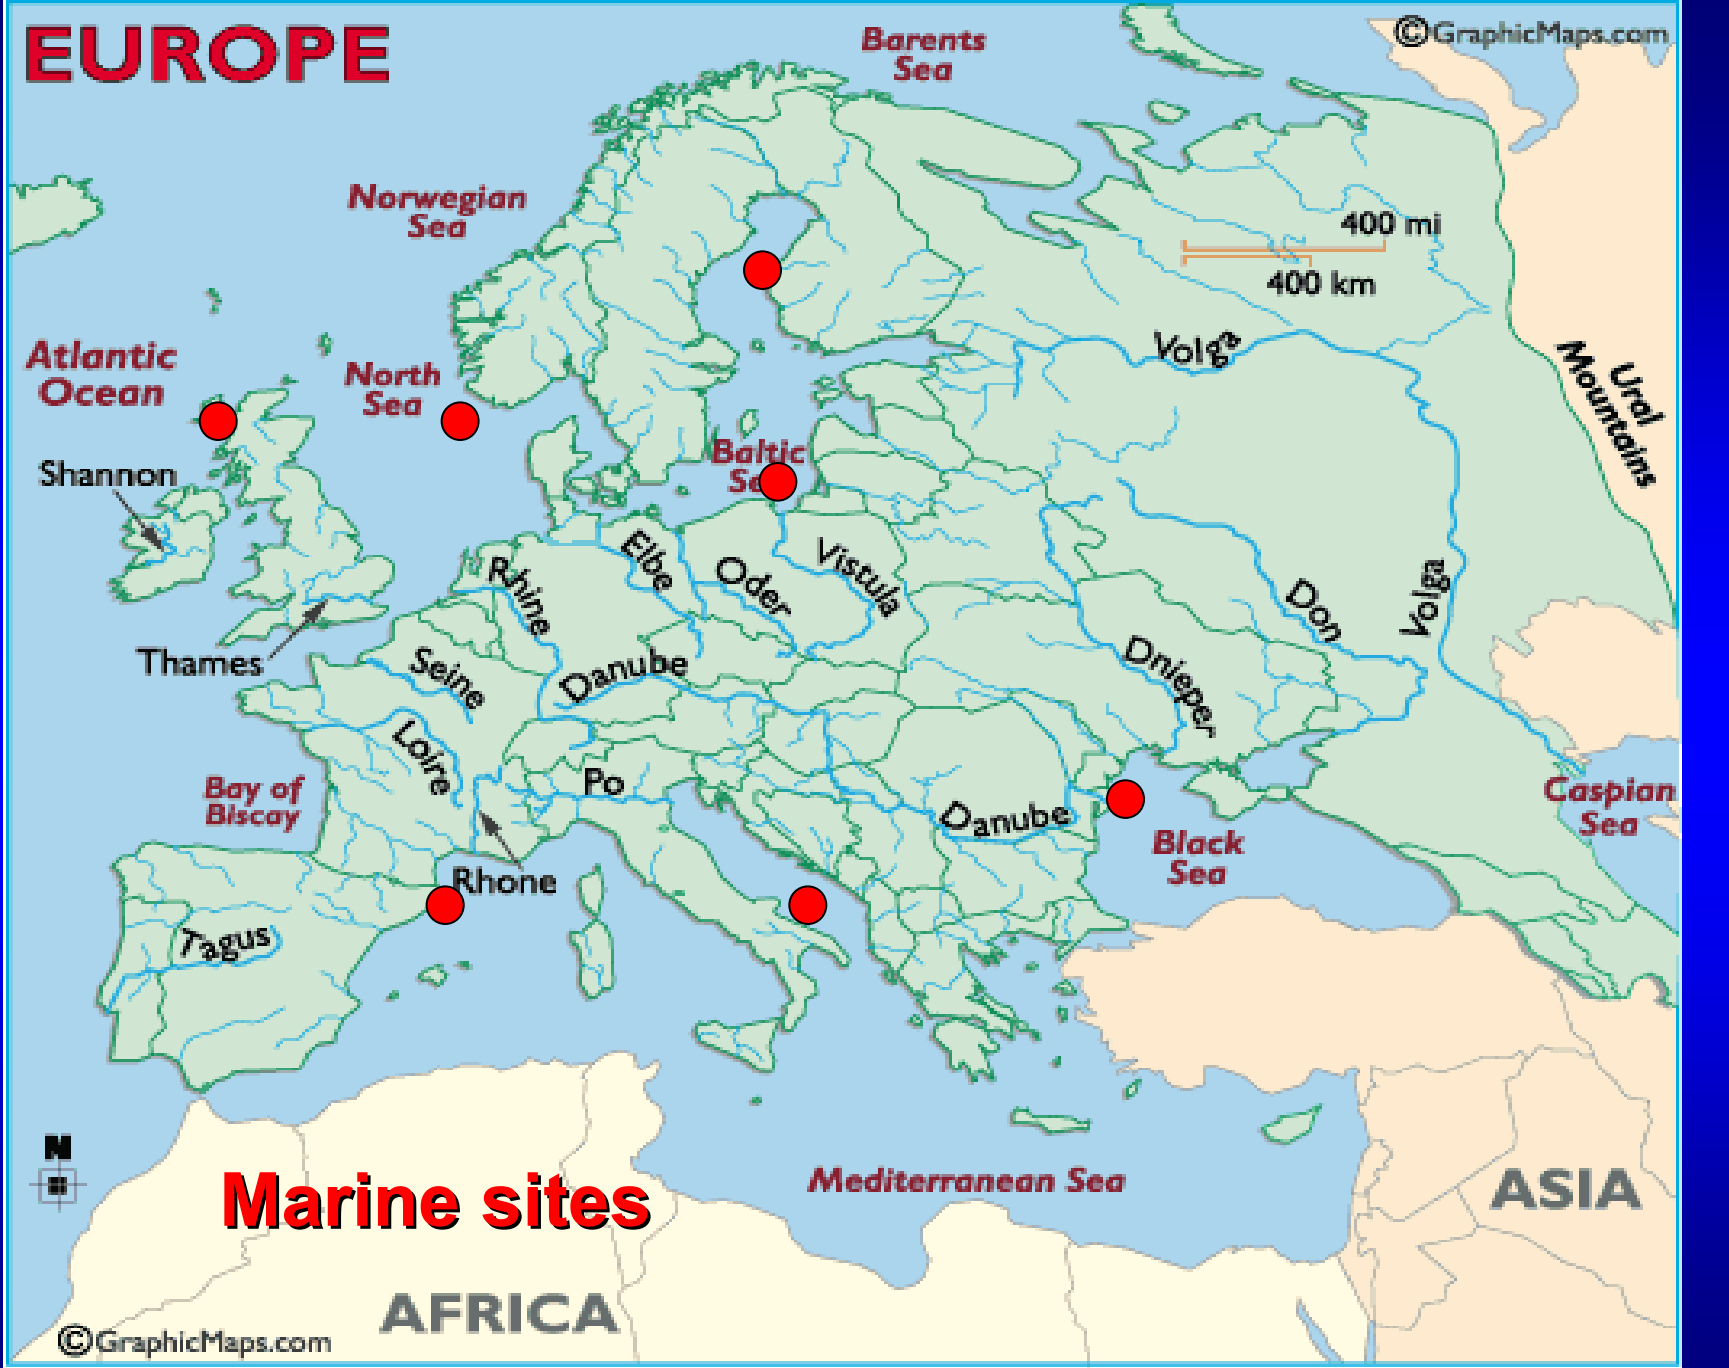 EUROPE
Barents
Sea
©GraphicMaps.com
Norwegian
Sea
400 mi
400 km
Atlantic
Ocean
North
Sea
Volga
Ural
Mountains
Shannon
Baltic
Sea
Elbe
Rhine
Oder
Vistula
Don
Volga
Thames
Seine
Danube
Dnieper
Loire
Po
Bay of
Biscay
Danube
Caspian
Sea
Black
Sea
Rhone
Tagus
N
Marine sites
Mediterranean Sea
ASIA
AFRICA
©GraphicMaps.com